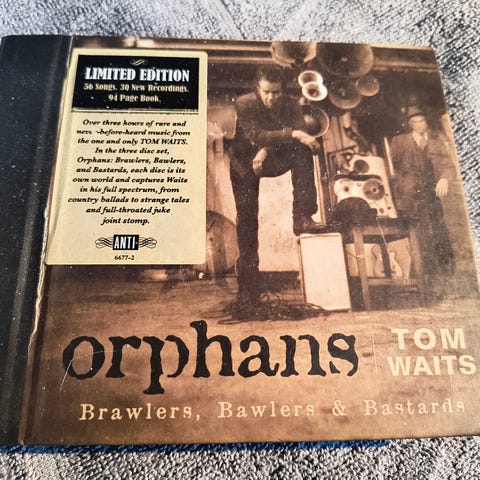 LIMITED EDITION
56 Songs. 30 New Recordings.
94 Page Book.
Over three hours of rare and
never-before-heard music from
the one and only TOM WAITS.
In the three disc set,
Orphans: Brawlers, Bawlers,
and Bastards, each disc is its
own world and captures Waits
in his full spectrum, from
country ballads to strange tales
and full-throated juke
joint stomp.
ANTI
6677-2
orphans
TOM
WAITS
Brawlers, Bawlers & Bastards